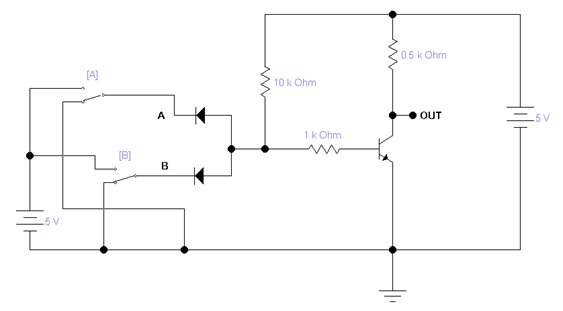 [A]
0.5 k Ohm
10 k Ohm
A
OUT
5 V
1 k Ohm
[B]
B
5 V